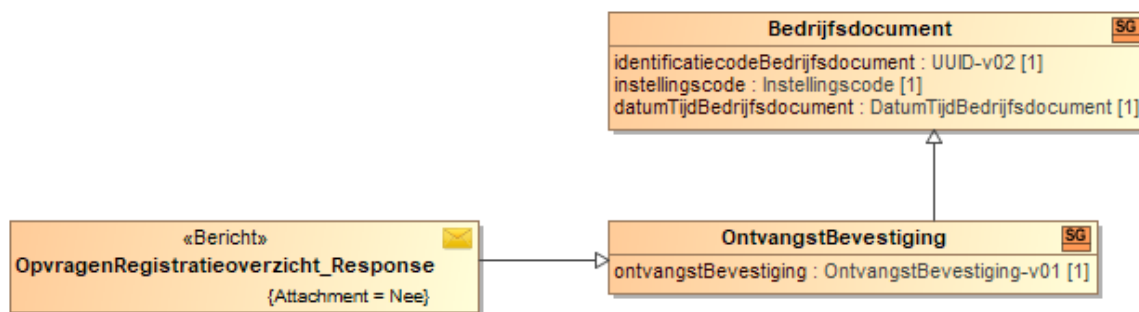 Bedrijfsdocument
SG
identificatiecodeBedrijfsdocument : UUID-v02 [1]
instellingscode : Instellingscode [1]
datumTijdBedrijfsdocument : DatumTijdBedrijfsdocument [1]
«Bericht»
OpvragenRegistratieoverzicht_Response
{Attachment = Nee}
OntvangstBevestiging
SG
ontvangstBevestiging : OntvangstBevestiging-v01 [1]